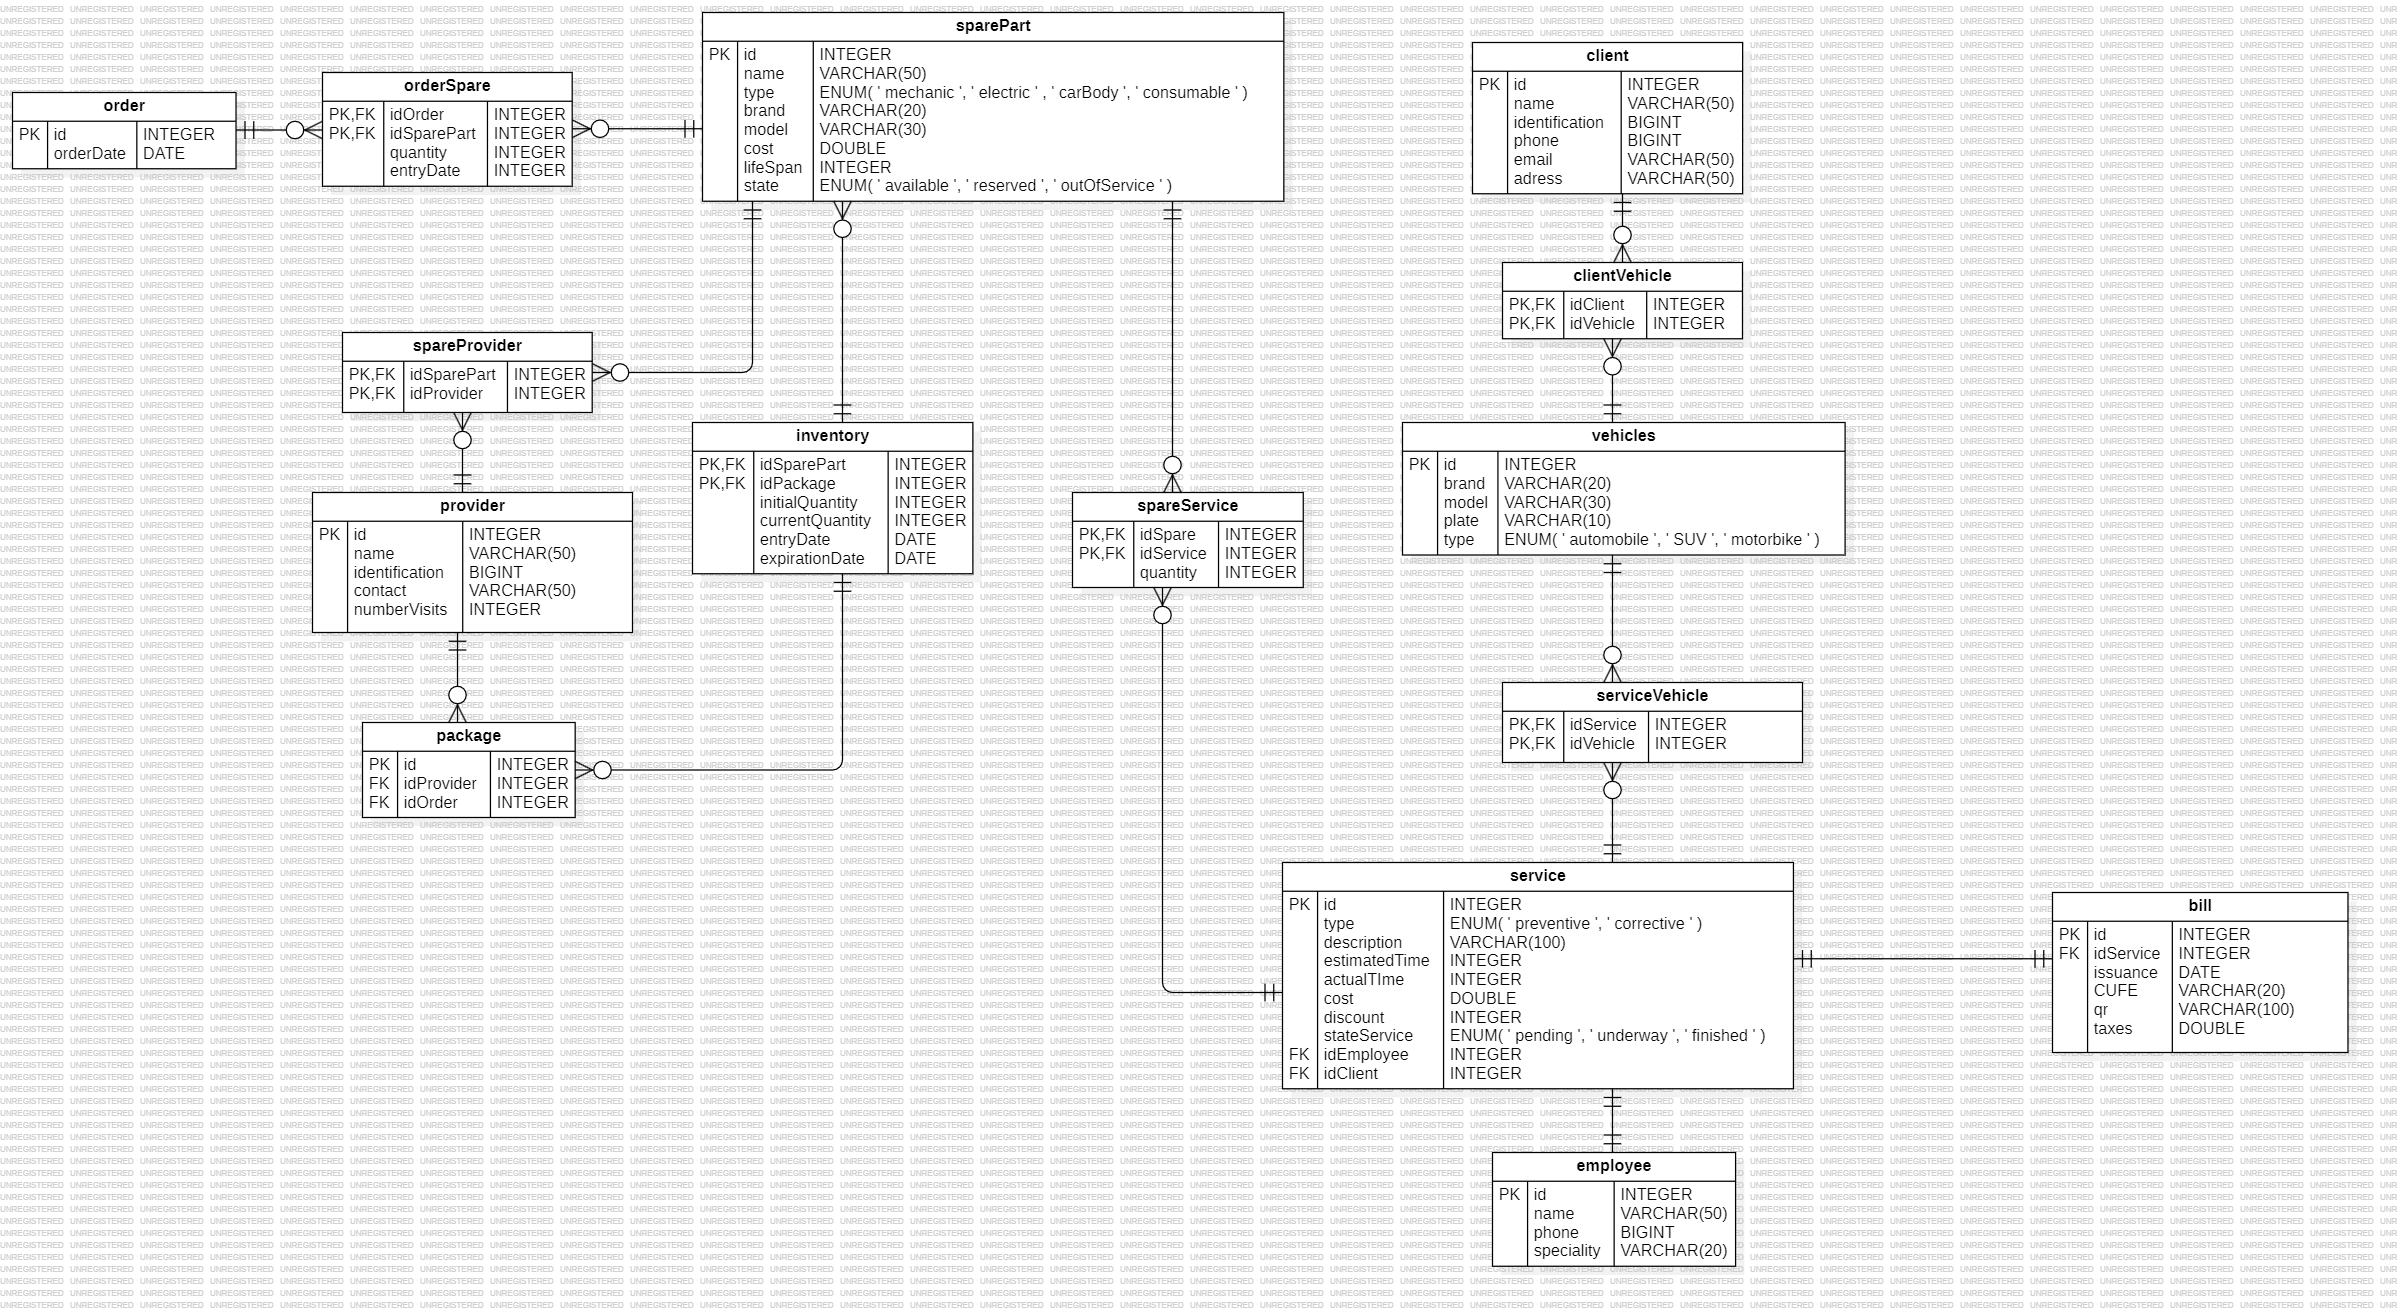 sparePart
PK id INTEGER
name VARCHAR(50)
type ENUM( ' mechanic ', ' electric ' , ' carBody ', ' consumable ' )
brand VARCHAR(20)
model VARCHAR(30)
cost DOUBLE
lifeSpan INTEGER
state ENUM( ' available ', ' reserved ', ' outOfService ' )
client
PK id INTEGER
name VARCHAR(50)
identification BIGINT
phone BIGINT
email VARCHAR(50)
adress VARCHAR(50)
orderSpare
PK,FK idOrder INTEGER
PK,FK idSparePart INTEGER
quantity INTEGER
entryDate INTEGER
order
PK id INTEGER
orderDate DATE
clientVehicle
PK,FK idClient INTEGER
PK,FK idVehicle INTEGER
spareProvider
PK,FK idSparePart INTEGER
PK,FK idProvider INTEGER
inventory
PK,FK idSparePart INTEGER
PK,FK idPackage INTEGER
initialQuantity INTEGER
currentQuantity INTEGER
entryDate DATE
expirationDate DATE
vehicles
PK id INTEGER
brand VARCHAR(20)
model VARCHAR(30)
plate VARCHAR(10)
type ENUM( ' automobile ', ' SUV ', ' motorbike ' )
provider
PK id INTEGER
name VARCHAR(50)
identification BIGINT
contact VARCHAR(50)
numberVisits INTEGER
spareService
PK,FK idSpare INTEGER
PK,FK idService INTEGER
quantity INTEGER
serviceVehicle
PK,FK idService INTEGER
PK,FK idVehicle INTEGER
package
PK id INTEGER
FK idProvider INTEGER
FK idOrder INTEGER
service
PK id INTEGER
type ENUM( ' preventive ', ' corrective ' )
description VARCHAR(100)
estimatedTime INTEGER
actualTIme INTEGER
cost DOUBLE
discount INTEGER
stateService ENUM( ' pending ', ' underway ', ' finished ' )
FK idEmployee INTEGER
FK idClient INTEGER
bill
PK id INTEGER
FK idService INTEGER
issuance DATE
CUFE VARCHAR(20)
qr VARCHAR(100)
taxes DOUBLE
employee
PK id INTEGER
name VARCHAR(50)
phone BIGINT
speciality VARCHAR(20)
UNREGISTERED